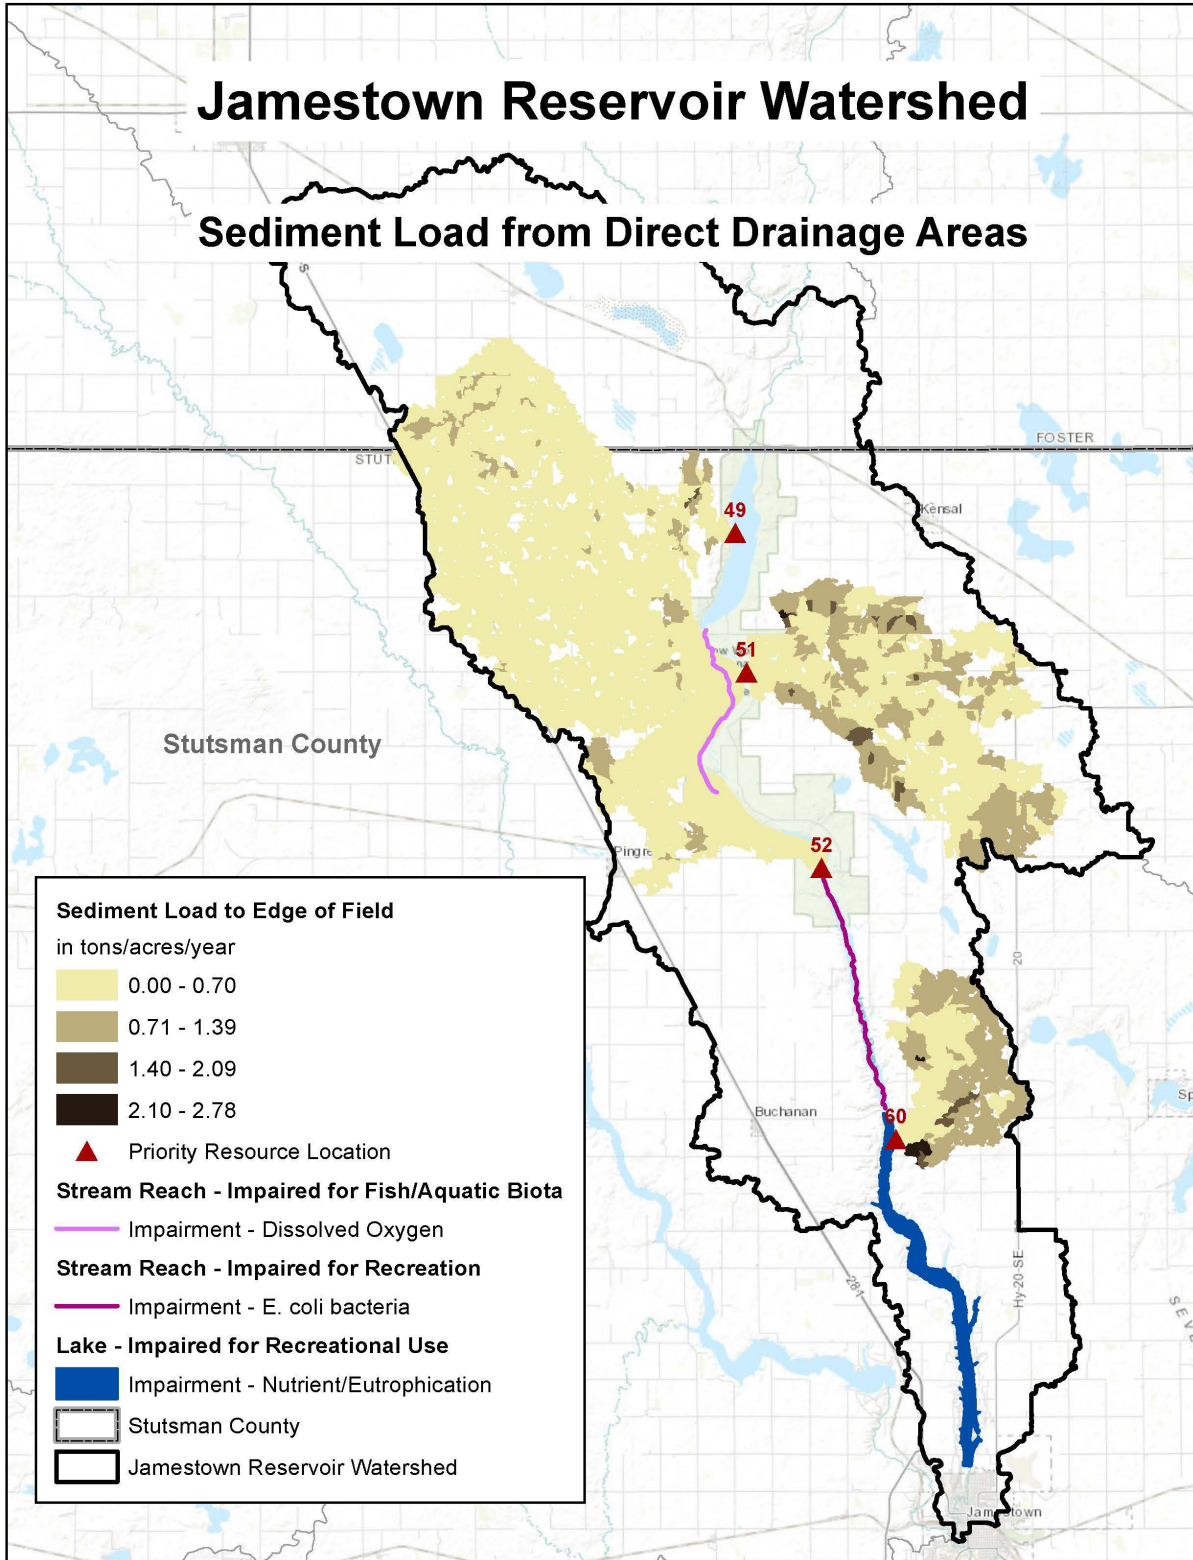 Jamestown Reservoir Watershed
Sediment Load from Direct Drainage Areas
S
FOSTER
STUT
Kensal
49
51
Stutsman County
52
Pingre
20
Sediment Load to Edge of Field
in tons/acres/year
0.00 - 0.70
0.71 - 1.39
1.40 - 2.09
2.10 - 2.78
Priority Resource Location
Stream Reach - Impaired for Fish/Aquatic Biota
Impairment - Dissolved Oxygen
Stream Reach - Impaired for Recreation
Impairment - E. coli bacteria
Lake - Impaired for Recreational Use
Impairment - Nutrient/Eutrophication
Stutsman County
Jamestown Reservoir Watershed
Buchanan
60
Sp
281
Hy 20 SE
SEVE
Jamestown